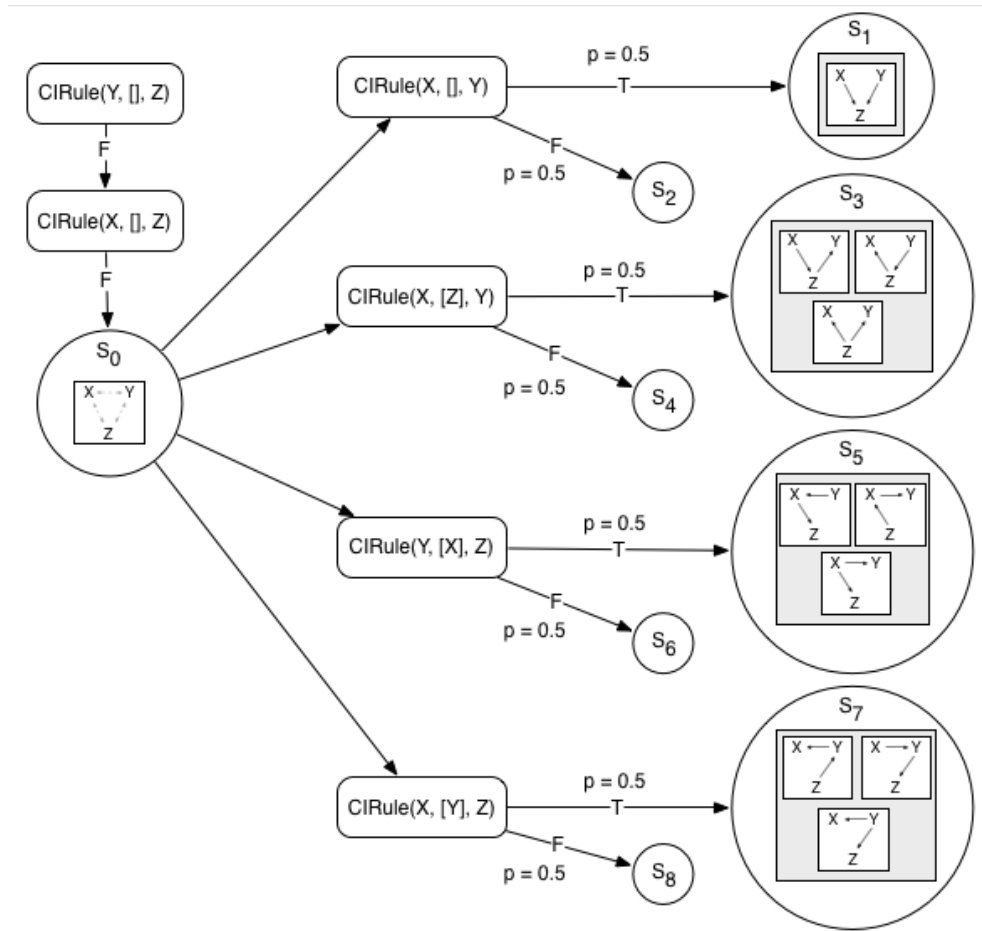 CIRule(Y, [], Z)
F
CIRule(X, [], Z)
F
S0
X Y
Z
CIRule(X, [], Y)
p = 0.5
T
F
p = 0.5
S1
X Y
Z
S2
CIRule(X, [Z], Y)
p = 0.5
T
F
p = 0.5
S3
X Y X Y
Z Z
X Y
Z
S4
CIRule(Y, [X], Z)
p = 0.5
T
F
p = 0.5
S5
X Y X Y
Z Z
X Y
Z
S6
CIRule(X, [Y], Z)
p = 0.5
T
F
p = 0.5
S7
X Y X Y
Z Z
X Y
Z
S8